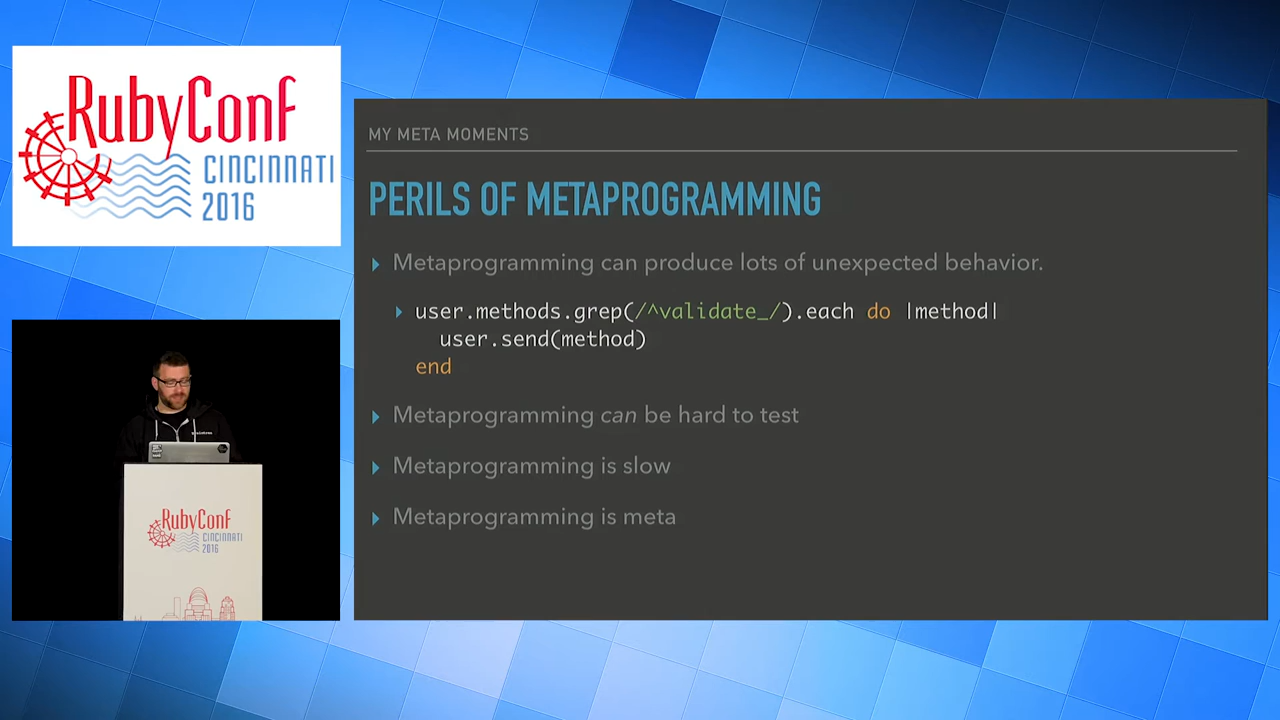 RubyConf
CINCINNATI
2016
MY META MOMENTS
PERILS OF METAPROGRAMMING
Metaprogramming can produce lots of unexpected behavior.
user.methods.grep(/^validate_/).each do |method|
user.send(method)
end
Metaprogramming can be hard to test
Metaprogramming is slow
Metaprogramming is meta
RubyConf
CINCINNATI
2016